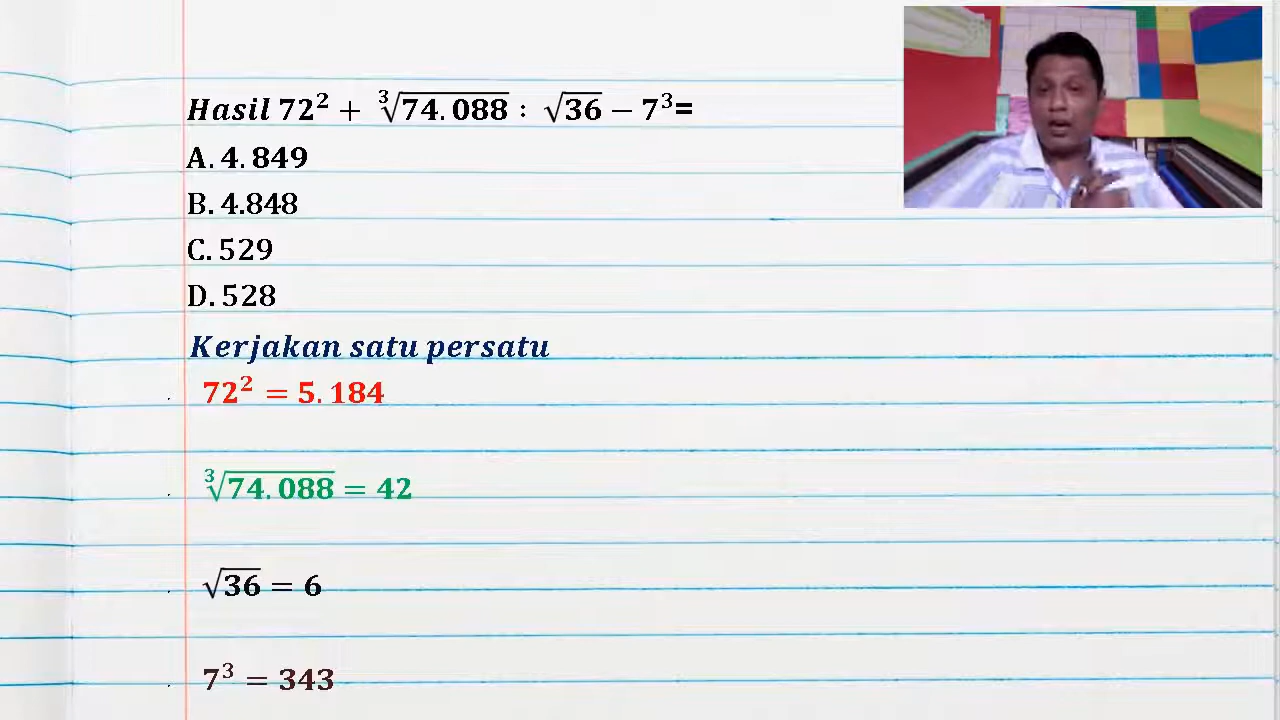 Hasil 72² + ∛74.088 : √36 − 7³=
A. 4.849
B. 4.848
C. 529
D. 528
Kerjakan satu persatu
72² = 5.184
∛74.088 = 42
√36 = 6
7³ = 343